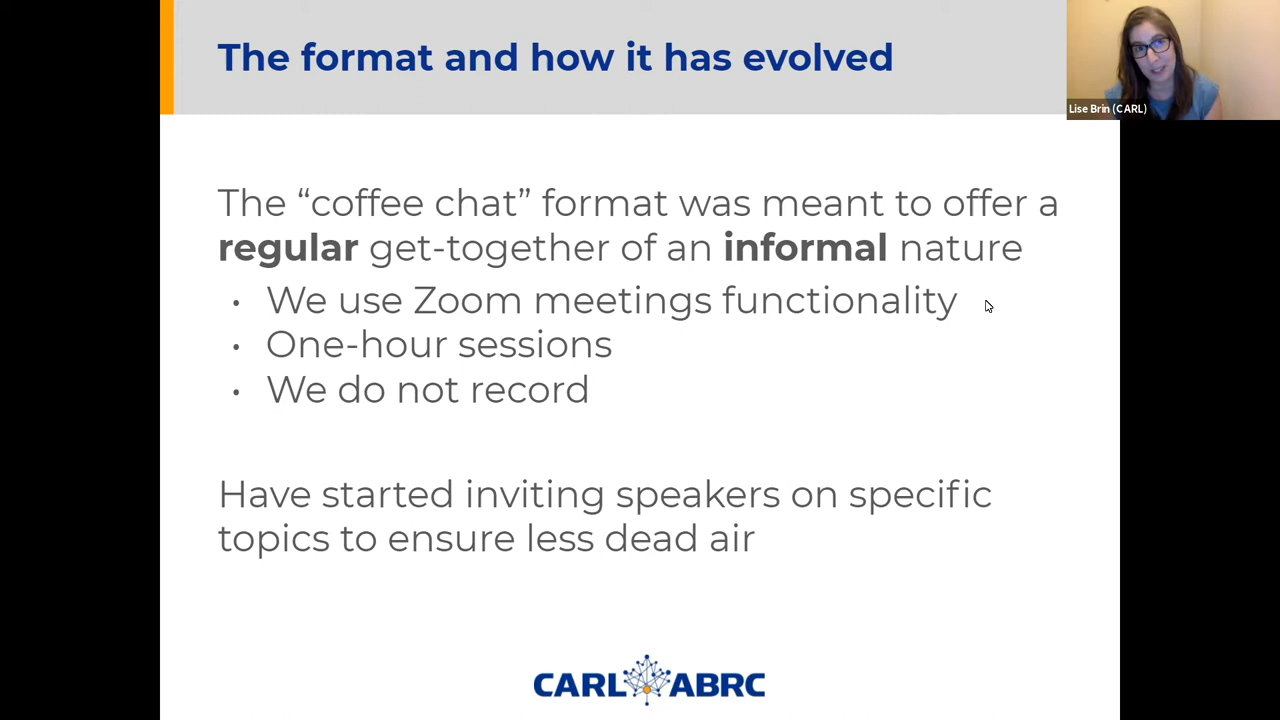 The format and how it has evolved
Lise Brin (CARL)
The “coffee chat” format was meant to offer a
regular get-together of an informal nature
• We use Zoom meetings functionality
• One-hour sessions
• We do not record
Have started inviting speakers on specific
topics to ensure less dead air
CARL ABRC